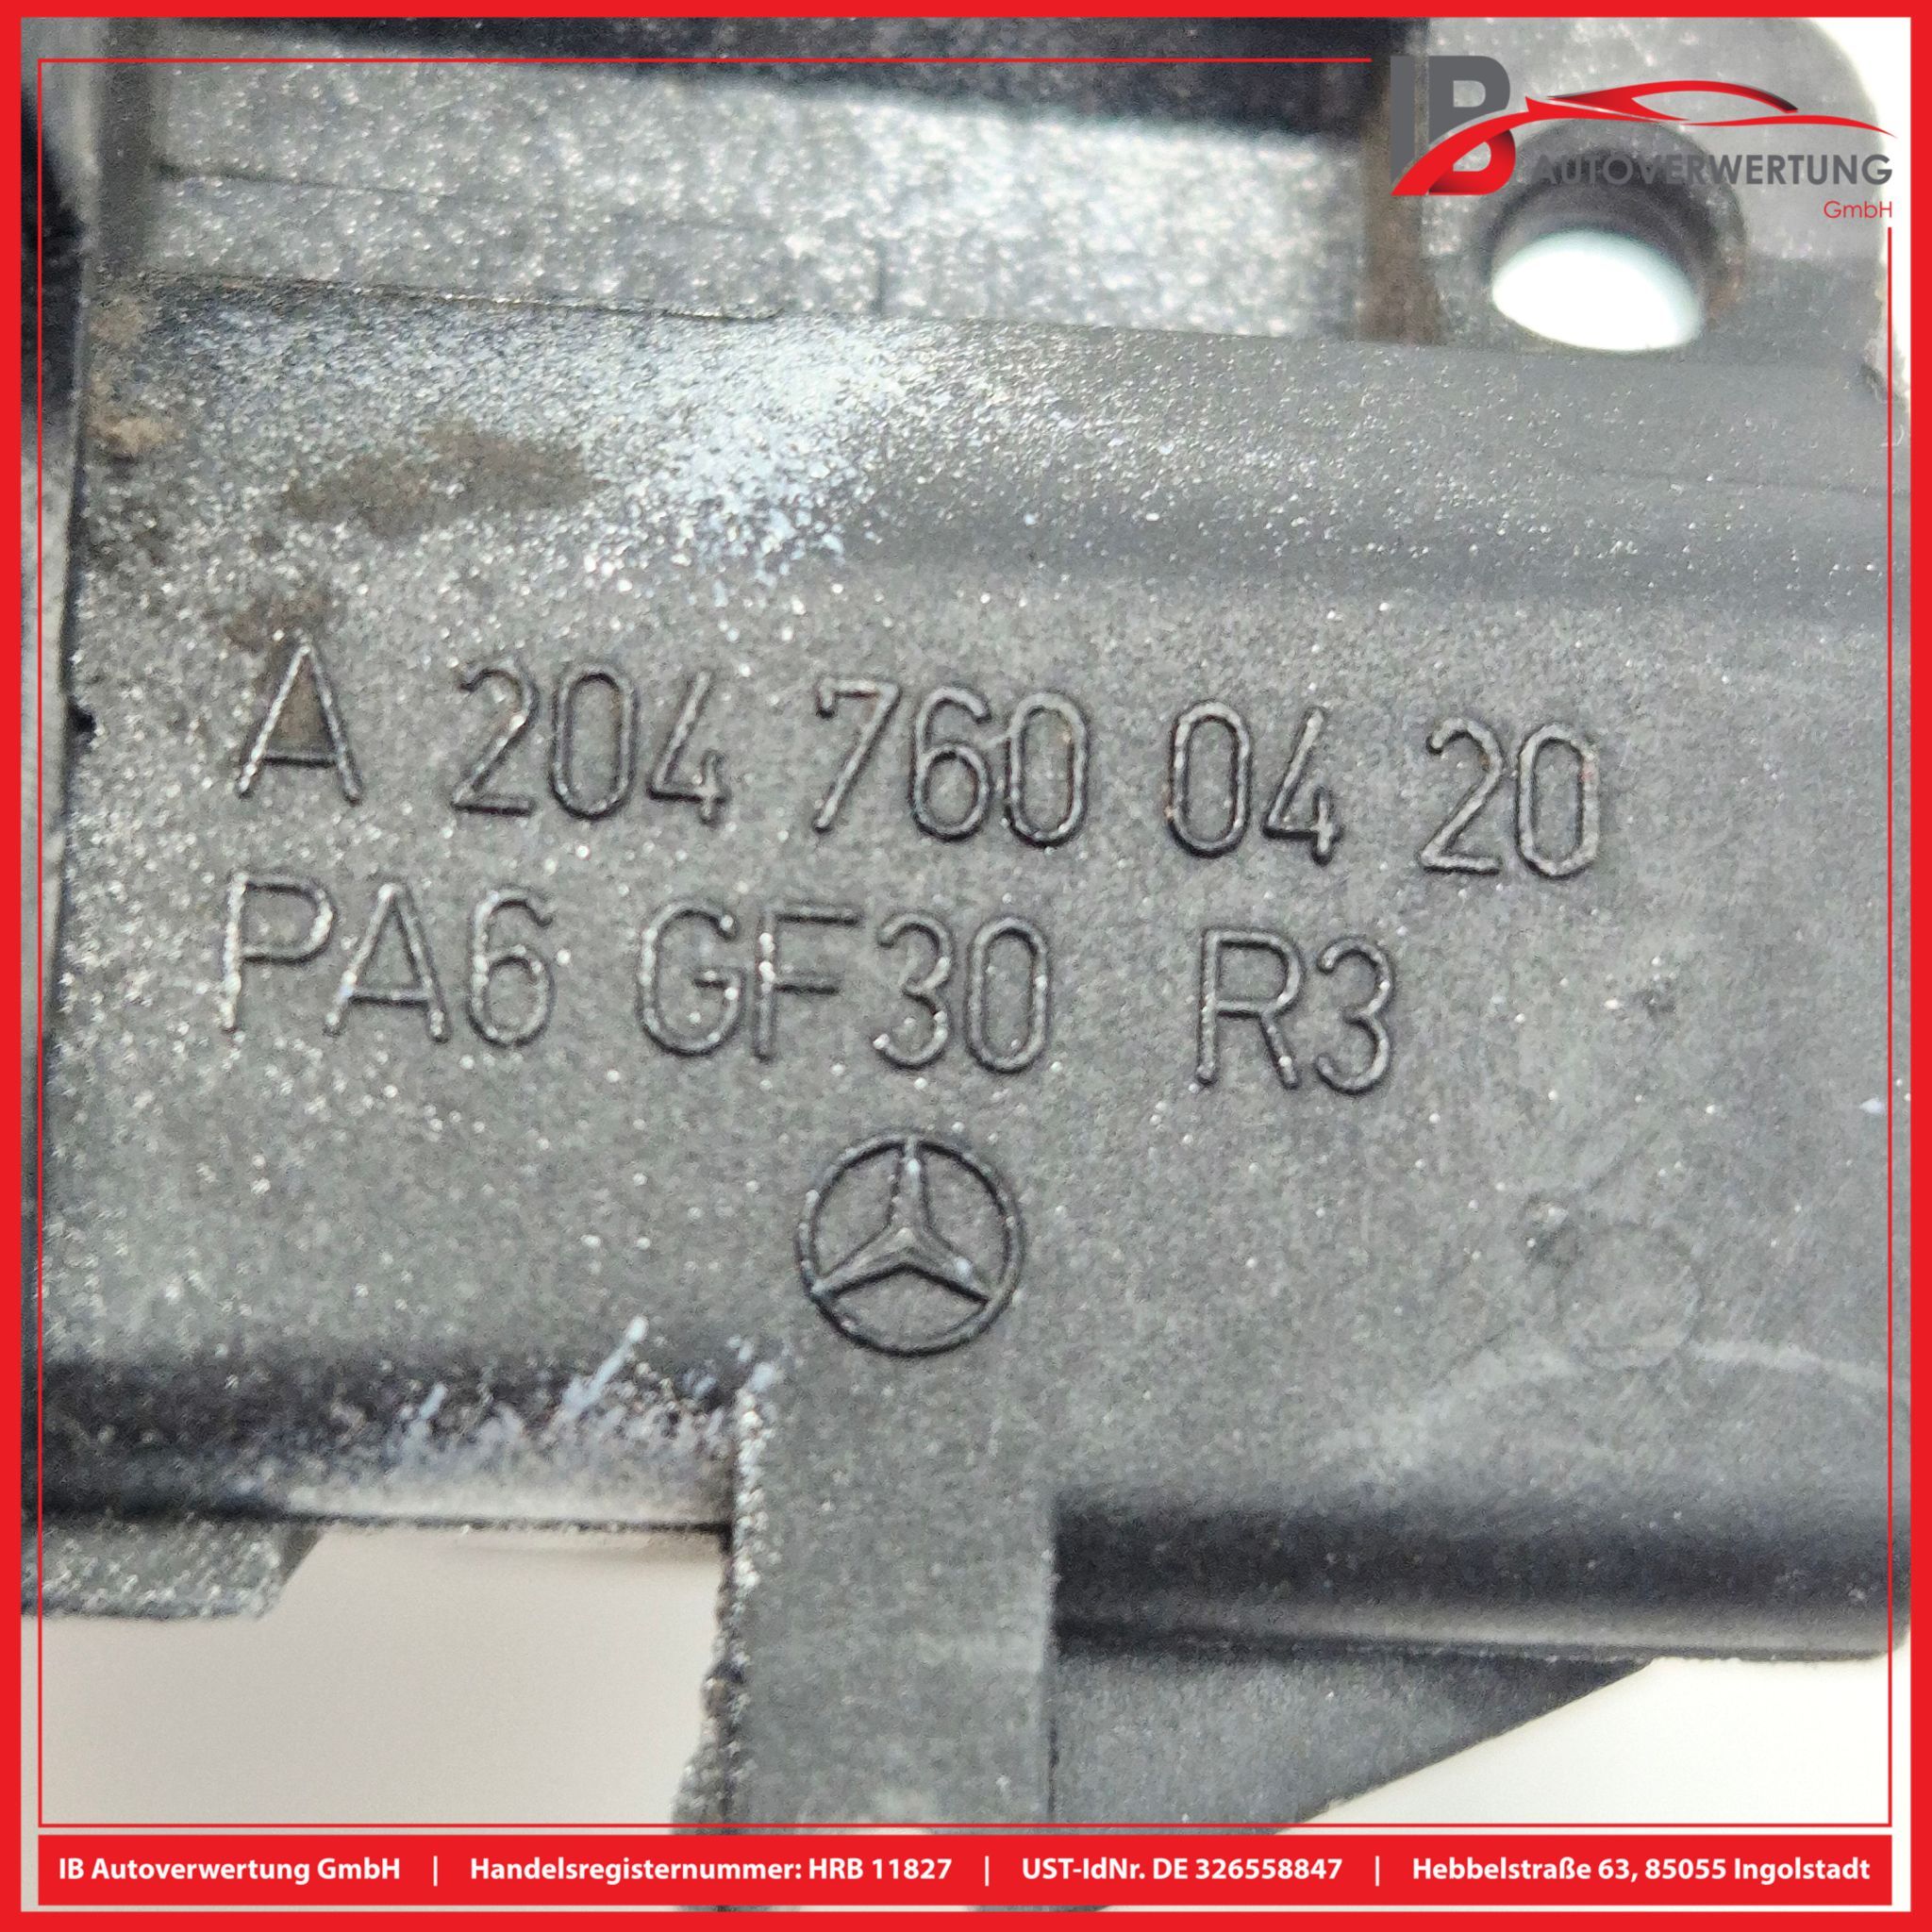 IB
AUTOVERWERTUNG
GmbH
A 204 760 04 20
PA6 GF30 R3
IB Autoverwertung GmbH | Handelsregisternummer: HRB 11827 | UST-IdNr. DE 326558847 | Hebbelstraße 63, 85055 Ingolstadt